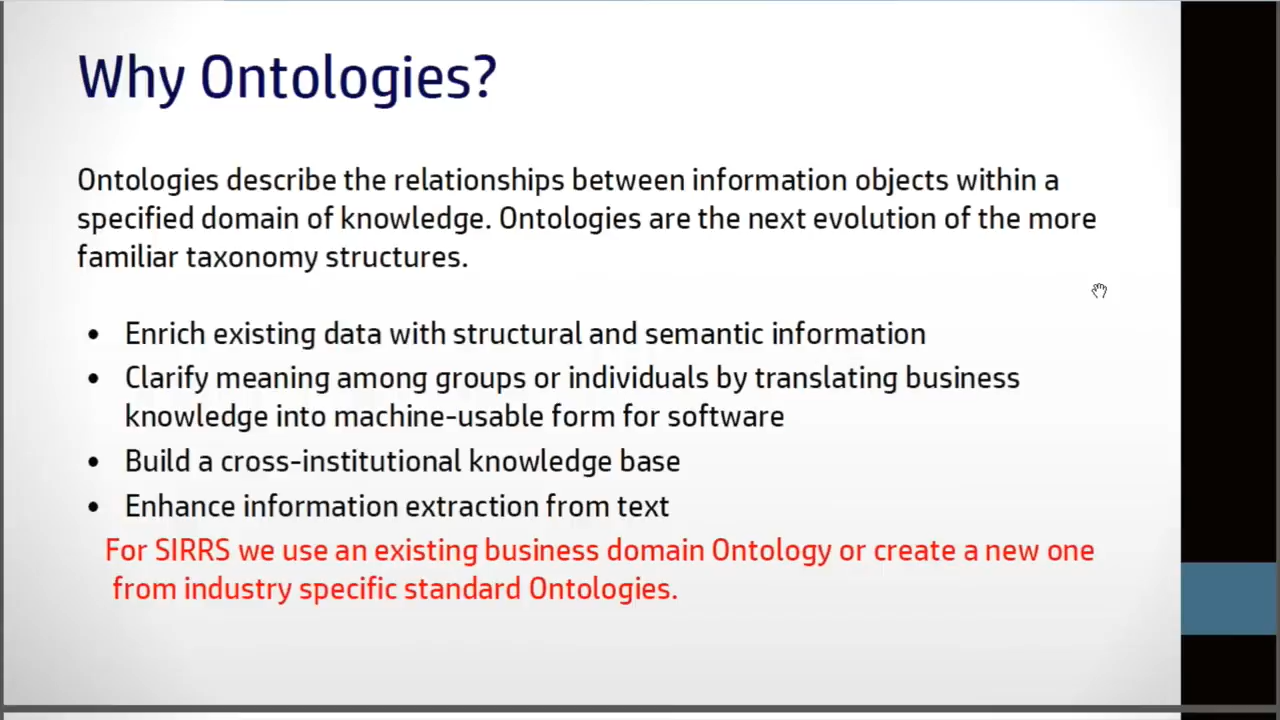 Why Ontologies?
Ontologies describe the relationships between information objects within a
specified domain of knowledge. Ontologies are the next evolution of the more
familiar taxonomy structures.
• Enrich existing data with structural and semantic information
• Clarify meaning among groups or individuals by translating business
knowledge into machine-usable form for software
• Build a cross-institutional knowledge base
• Enhance information extraction from text
For SIRRS we use an existing business domain Ontology or create a new one
from industry specific standard Ontologies.